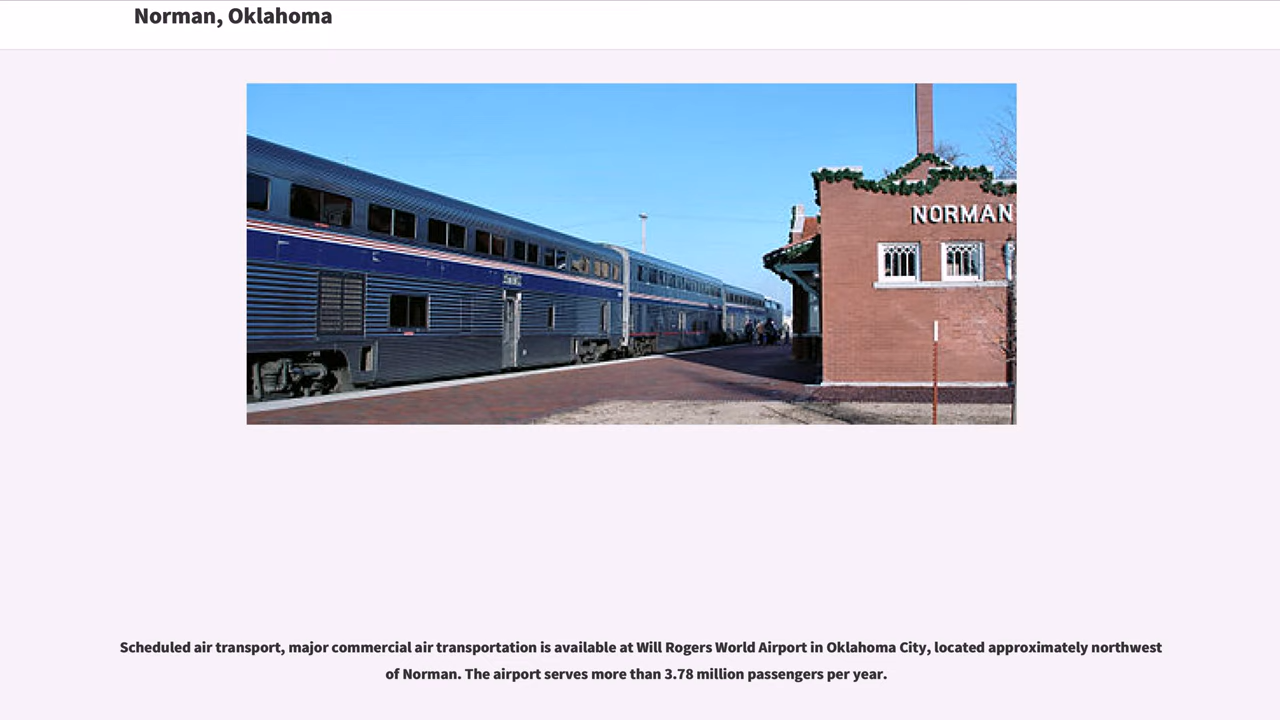 Norman, Oklahoma
NORMAN
Scheduled air transport, major commercial air transportation is available at Will Rogers World Airport in Oklahoma City, located approximately northwest
of Norman. The airport serves more than 3.78 million passengers per year.